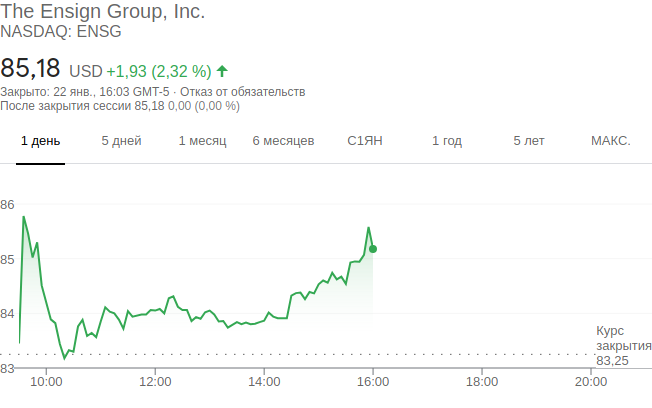 The Ensign Group, Inc.
NASDAQ: ENSG
85,18 USD +1,93 (2,32 %)
Закрыто: 22 янв., 16:03 GMT-5 · Отказ от обязательств
После закрытия сессии 85,18 0,00 (0,00 %)
1 день 5 дней 1 месяц 6 месяцев С1ЯН 1 год 5 лет МАКС.
86
85
84
Курс
закрытия
83,25
83
10:00 12:00 14:00 16:00 18:00 20:00